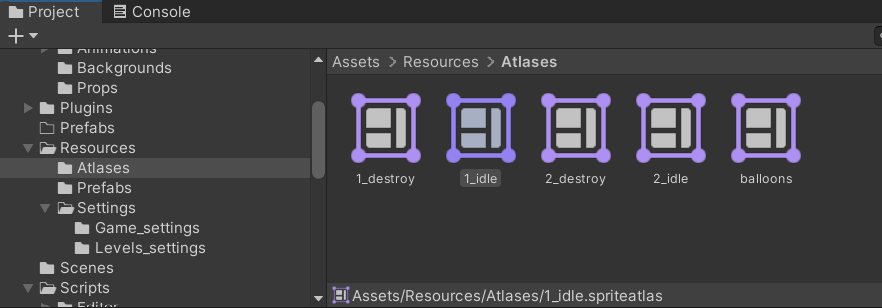 Project
Console
Assets > Resources > Atlases
Animations
Backgrounds
Props
Plugins
Prefabs
Resources
Atlases
Prefabs
Settings
Game_settings
Levels_settings
Scenes
Scripts
Editor
1_destroy
1_idle
2_destroy
2_idle
balloons
Assets/Resources/Atlases/1_idle.spriteatlas